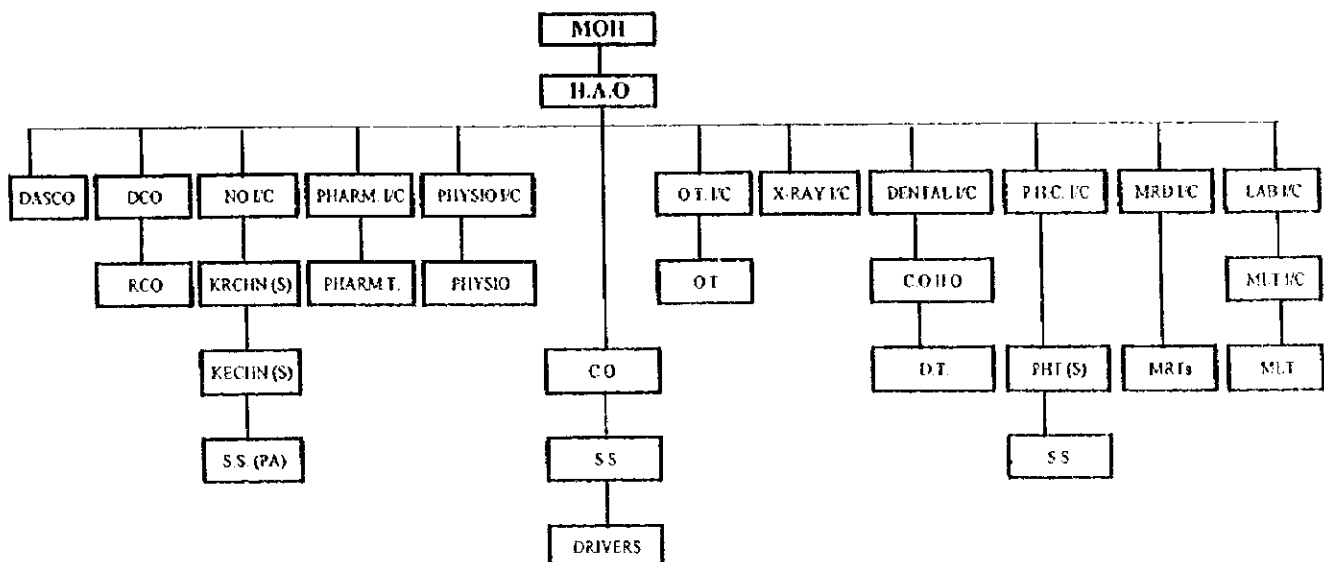 MOH
H.A.O
DASCO
DCO
NO I/C
PHARM. I/C
PHYSIO I/C
O.T. I/C
X-RAY I/C
DENTAL I/C
P.H.C. I/C
MRD I/C
LAB I/C
RCO
KRCHN (S)
PHARM T.
PHYSIO
O.T
C.O H O
MLT I/C
KECHN (S)
C.O
D.T.
PHT (S)
MRTs
MLT
S.S. (PA)
S S
S S
DRIVERS